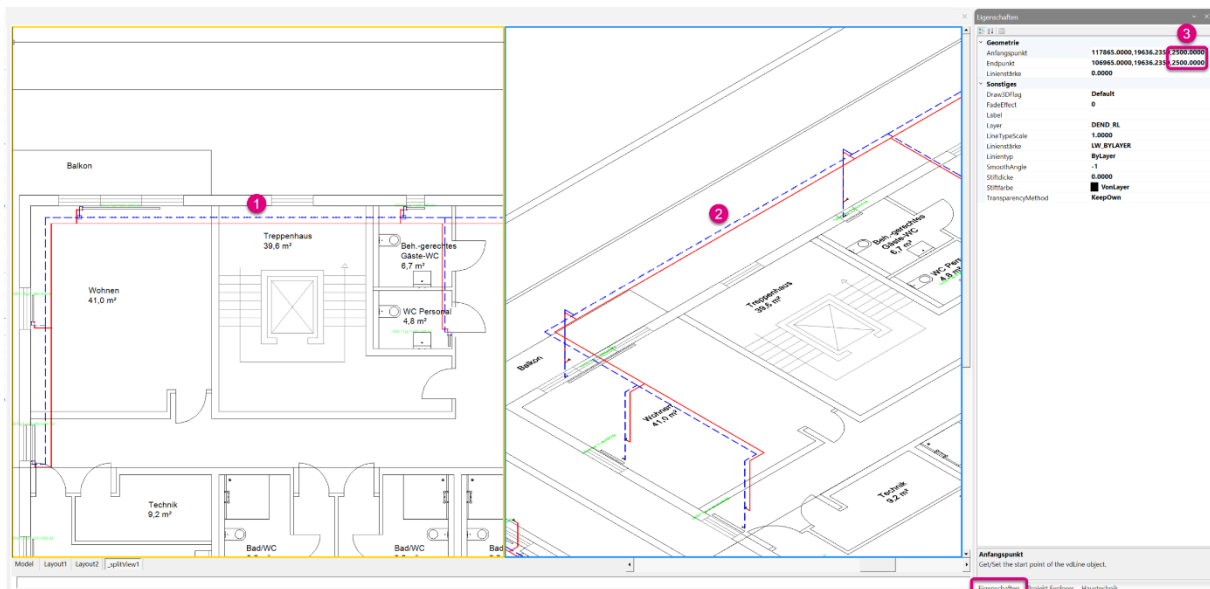 Balkon
1
Treppenhaus
39,6 m²
Beh.-gerechtes
Gäste-WC
6,7 m²
Wohnen
41,0 m²
WC Personal
4,8 m²
Technik
9,2 m²
Bad/WC
Bad/WC
Bad
2
Beh.-gerechtes
Gäste-WC
6,7 m²
WC Pers
4,8 m²
Treppenhaus
39,6 m²
Balkon
Wohnen
41,0 m²
Technik
9,2 m²
Model Layout1 Layout2 _splitView1
Eigenschaften
3
Geometrie
Anfangspunkt 117865.0000,19636.2359,2500.0000
Endpunkt 106965.0000,19636.2359,2500.0000
Linienstärke 0.0000
Sonstiges
Draw3DFlag Default
FadeEffect 0
Label
Layer DEND_RL
LineTypeScale 1.0000
Linienstärke LW_BYLAYER
Linientyp ByLayer
SmoothAngle -1
Stiftdicke 0.0000
Stiftfarbe VonLayer
TransparencyMethod KeepOwn
Anfangspunkt
Get/Set the start point of the vdLine object.
Eigenschaften Projekt Explorer Haustechnik